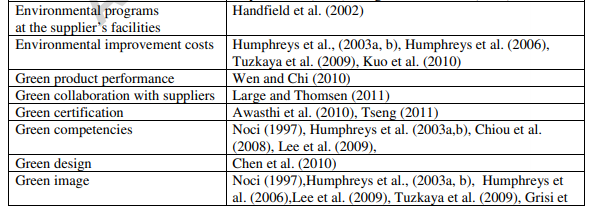 Environmental programs Handfield et al. (2002)
at the supplier's facilities
Environmental improvement costs Humphreys et al., (2003a, b), Humphreys et al. (2006),
Tuzkaya et al. (2009), Kuo et al. (2010)
Green product performance Wen and Chi (2010)
Green collaboration with suppliers Large and Thomsen (2011)
Green certification Awasthi et al. (2010), Tseng (2011)
Green competencies Noci (1997), Humphreys et al. (2003a,b), Chiou et al.
(2008), Lee et al. (2009),
Green design Chen et al. (2010)
Green image Noci (1997),Humphreys et al., (2003a, b), Humphreys et
al. (2006),Lee et al. (2009), Tuzkaya et al. (2009), Grisi et